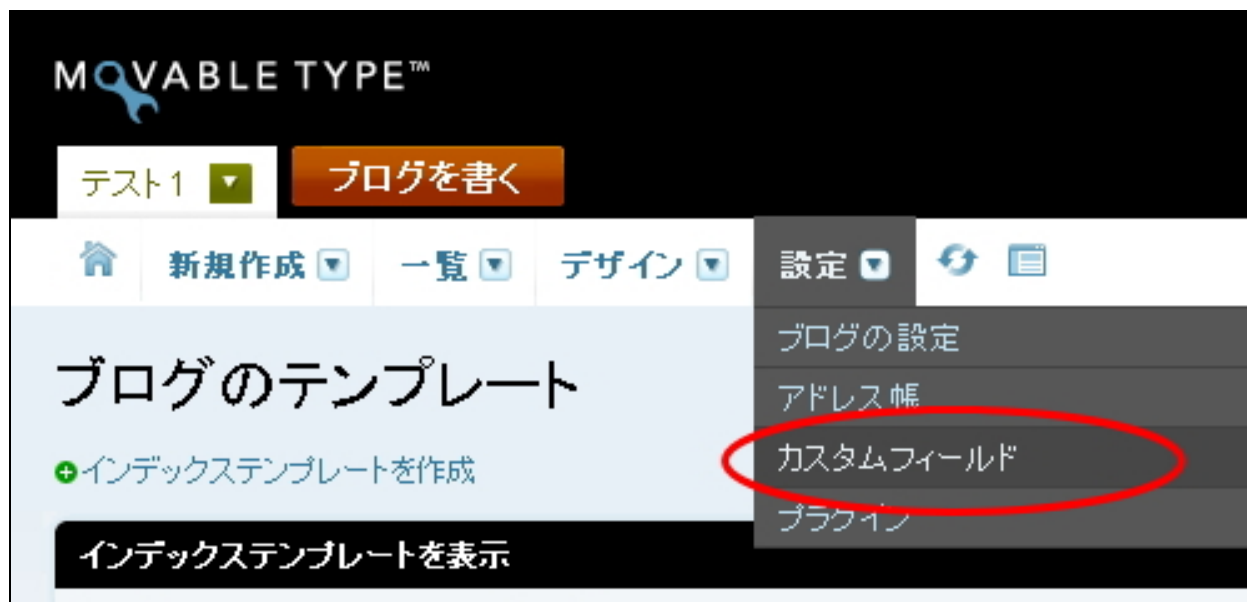 MOVABLE TYPE™
テスト1 ブログを書く
新規作成 一覧 デザイン 設定
ブログの設定
ブログのテンプレート
アドレス帳
カスタムフィールド
インデックステンプレートを作成
プラグイン
インデックステンプレートを表示